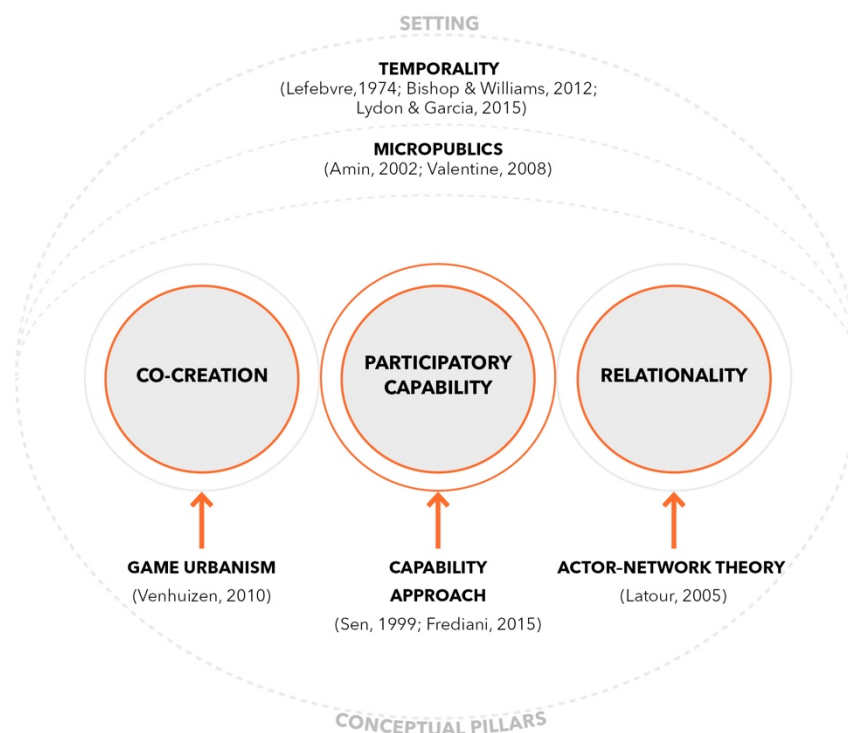 SETTING
TEMPORALITY
(Lefebvre,1974; Bishop & Williams, 2012;
Lydon & Garcia, 2015)
MICROPUBLICS
(Amin, 2002; Valentine, 2008)
CO-CREATION
PARTICIPATORY
CAPABILITY
RELATIONALITY
GAME URBANISM
(Venhuizen, 2010)
CAPABILITY
APPROACH
(Sen, 1999; Frediani, 2015)
ACTOR–NETWORK THEORY
(Latour, 2005)
CONCEPTUAL PILLARS